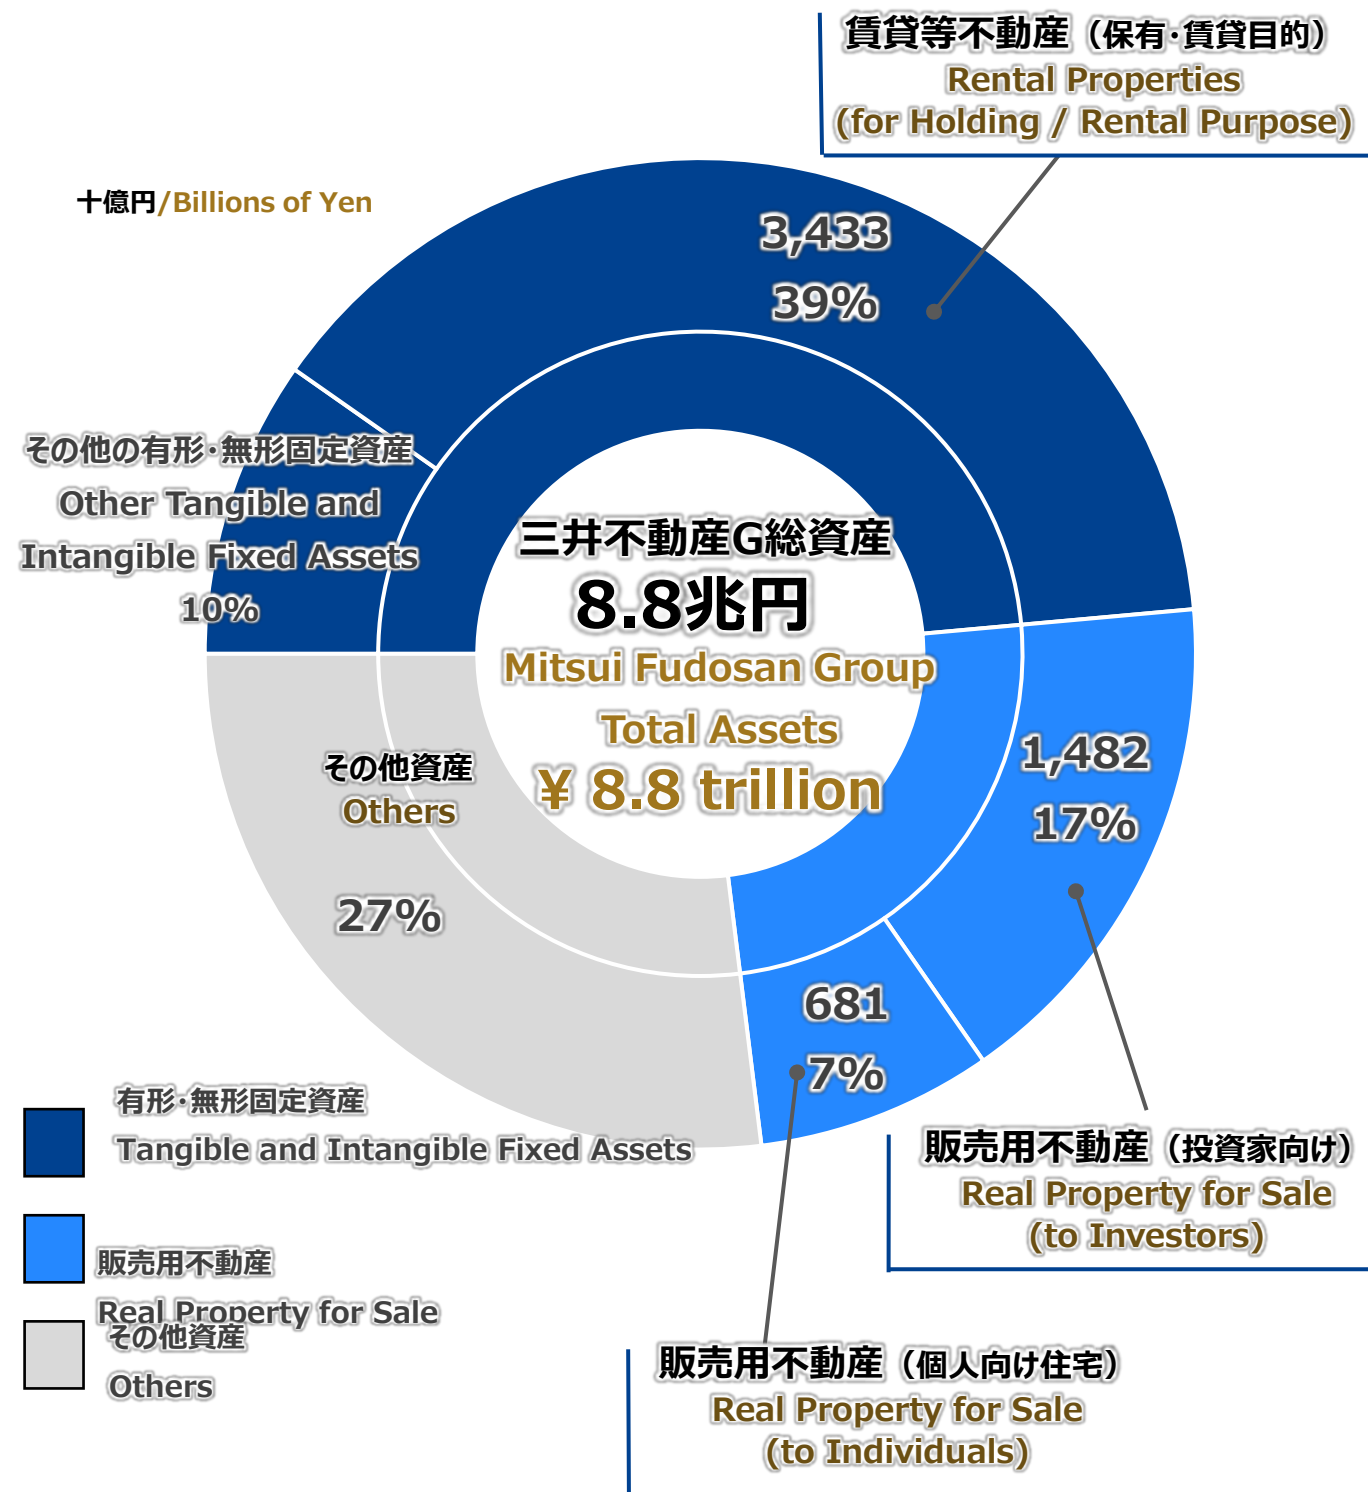 賃貸等不動産（保有･賃貸目的）
Rental Properties
(for Holding / Rental Purpose)
十億円/Billions of Yen
3,433
39%
その他の有形･無形固定資産
Other Tangible and
Intangible Fixed Assets
10%
三井不動産G総資産
8.8兆円
Mitsui Fudosan Group
Total Assets
¥ 8.8 trillion
1,482
17%
その他資産
Others
27%
681
7%
有形･無形固定資産
Tangible and Intangible Fixed Assets
販売用不動産（投資家向け）
Real Property for Sale
(to Investors)
販売用不動産
Real Property for Sale
その他資産
Others
販売用不動産（個人向け住宅）
Real Property for Sale
(to Individuals)